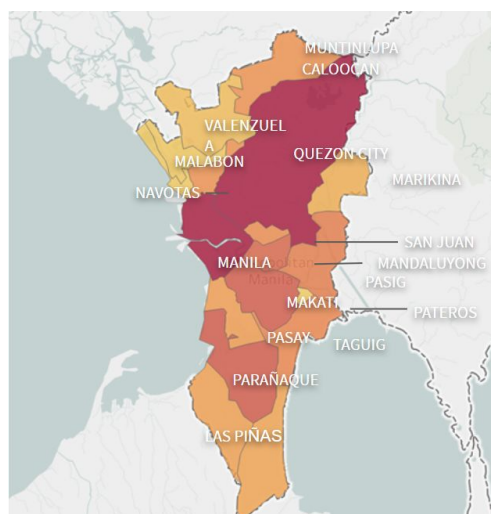 MUNTINLUPA
CALOOCAN
VALENZUEL
A
QUEZON CITY
MALABON
MARIKINA
NAVOTAS
SAN JUAN
MANILA
MANDALUYONG
Manila
PASIG
MAKATI
PATEROS
PASAY
TAGUIG
PARAÑAQUE
LAS PIÑAS